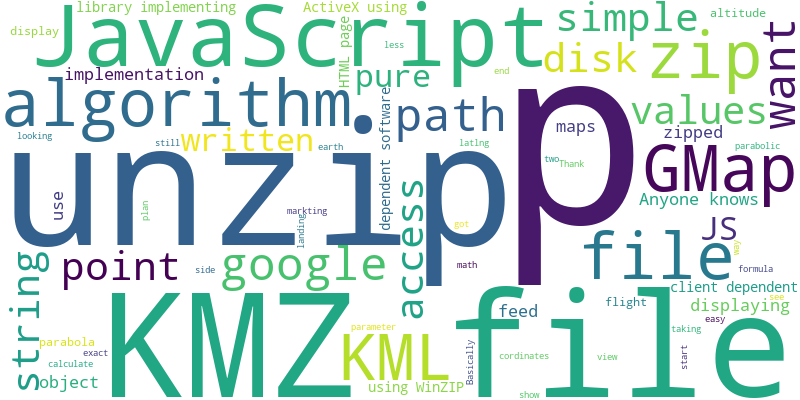 library implementing
ActiveX using
altitude
display
JavaScript
simple
want
less
HTML page
disk
zip
implementation
pure
end
algorithm
path
values
looking
written
still
earth
dependent software
latlng
maps
zipped
parabolic
unzip
p
two
Thank
GMap
use
plan
markting
landing
access
got
Anyone knows
JS
way
string
point
side
google
math
file
formula
client dependent
KMZ
file
feed
flight
displaying
see
parabola
exact
calculate
object
parameter
KML
using WinZIP
Basically
cordinates
view
show
taking
easy
start